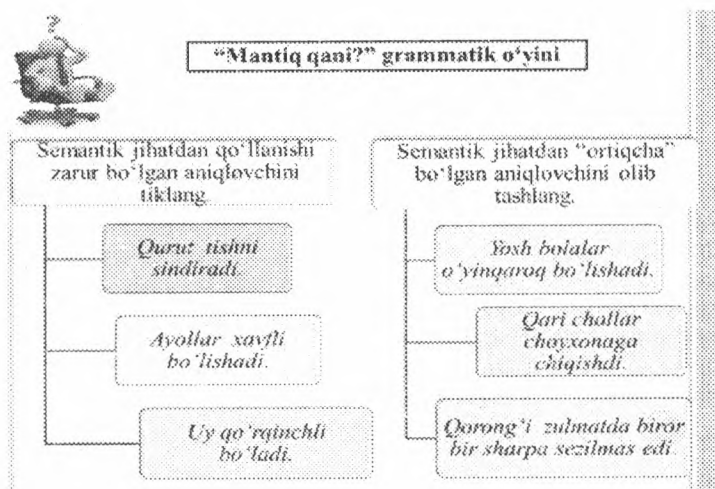 “Mantiq qani?” grammatik o‘yini
Semantik jihatdan qo‘llanishi
zarur bo‘lgan aniqlovchini
tiklang.
Qurut tishni
sindiradi.
Ayollar xavfli
bo‘lishadi.
Uy qo‘rqinchli
bo‘ladi.
Semantik jihatdan “ortiqcha”
bo‘lgan aniqlovchini olib
tashlang.
Yosh bolalar
o‘yinqaroq bo‘lishadi.
Qari chollar
choyxonaga
chiqishdi.
Qorong‘i zulmatda biror
bir sharpa sezilmas edi.